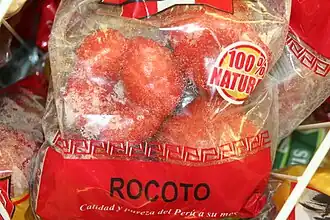 100%
NATUR
ROCOTO
Calidad y pureza del Perú a su me